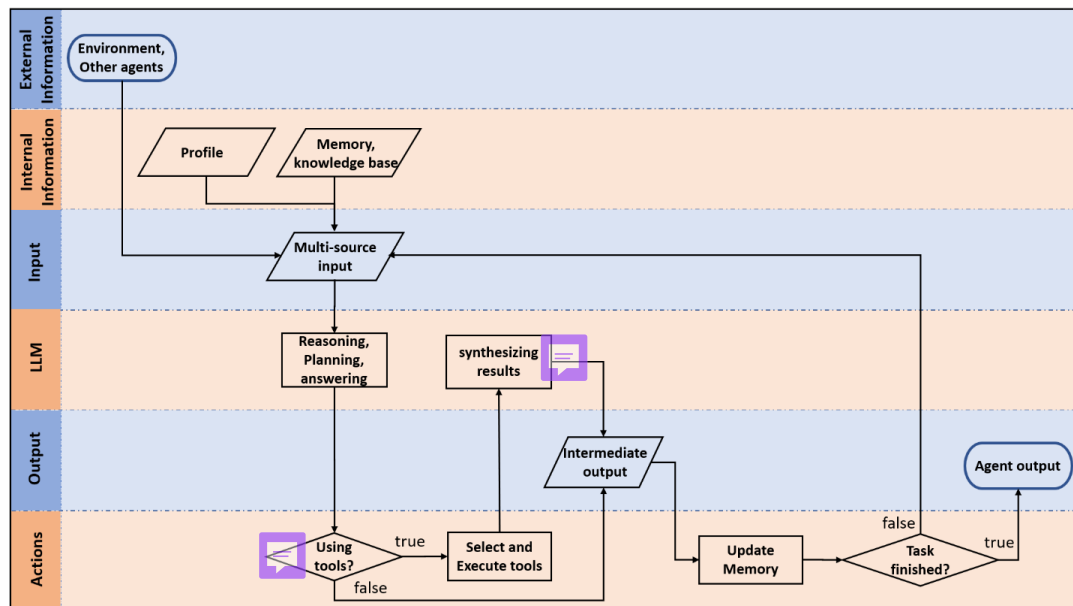 External
Information
Environment,
Other agents
Internal
Information
Profile
Memory,
knowledge base
Input
Multi-source
input
LLM
Reasoning,
Planning,
answering
synthesizing
results
Output
Intermediate
output
Agent output
Actions
Using
tools?
true
false
Select and
Execute tools
Update
Memory
Task
finished?
false
true